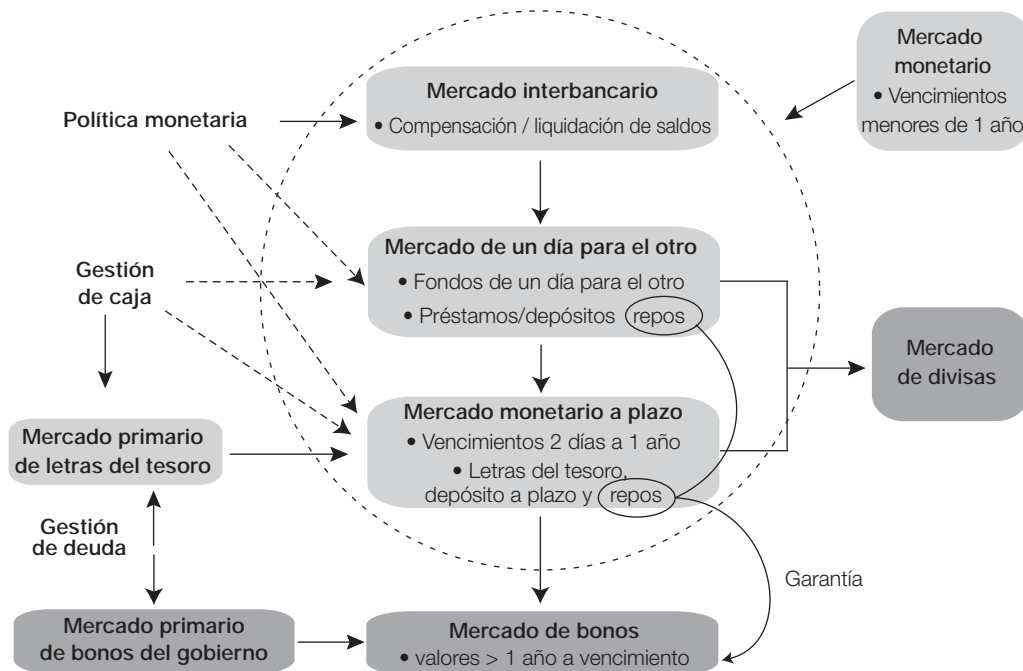 Mercado
monetario
• Vencimientos
menores de 1 año
Mercado interbancario
• Compensación / liquidación de saldos
Política monetaria
Mercado de un día para el otro
• Fondos de un día para el otro
• Préstamos/depósitos repos
Gestión
de caja
Mercado
de divisas
Mercado monetario a plazo
• Vencimientos 2 días a 1 año
• Letras del tesoro,
depósito a plazo y repos
Mercado primario
de letras del tesoro
Gestión
de deuda
Garantía
Mercado primario
de bonos del gobierno
Mercado de bonos
• valores > 1 año a vencimiento